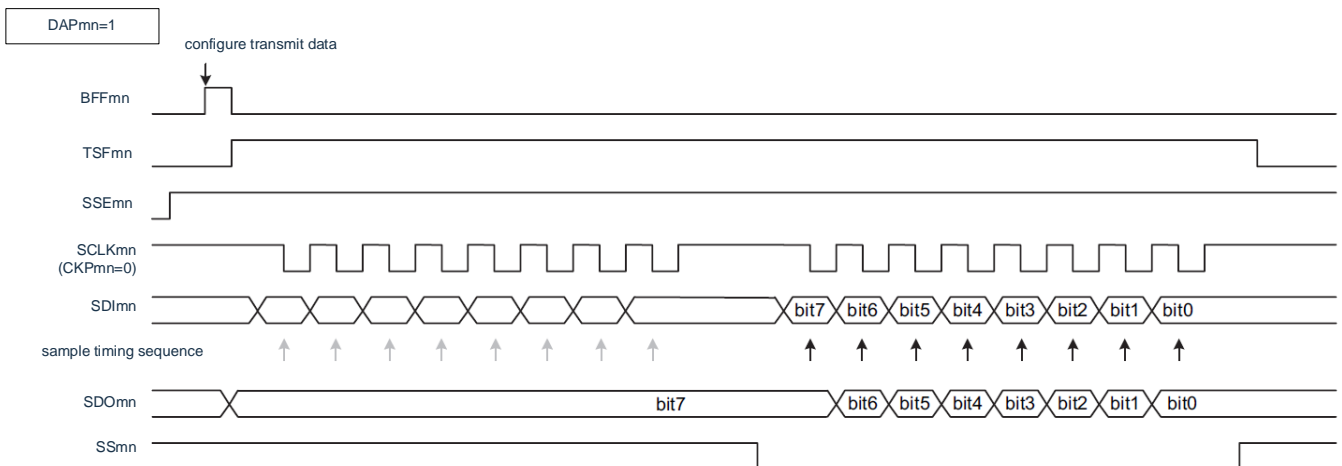 DAPmn=1
configure transmit data
BFFmn
TSFmn
SSEmn
SCLKmn
(CKPmn=0)
SDImn
bit7 bit6 bit5 bit4 bit3 bit2 bit1 bit0
sample timing sequence
SDOmn
bit7 bit6 bit5 bit4 bit3 bit2 bit1 bit0
SSmn